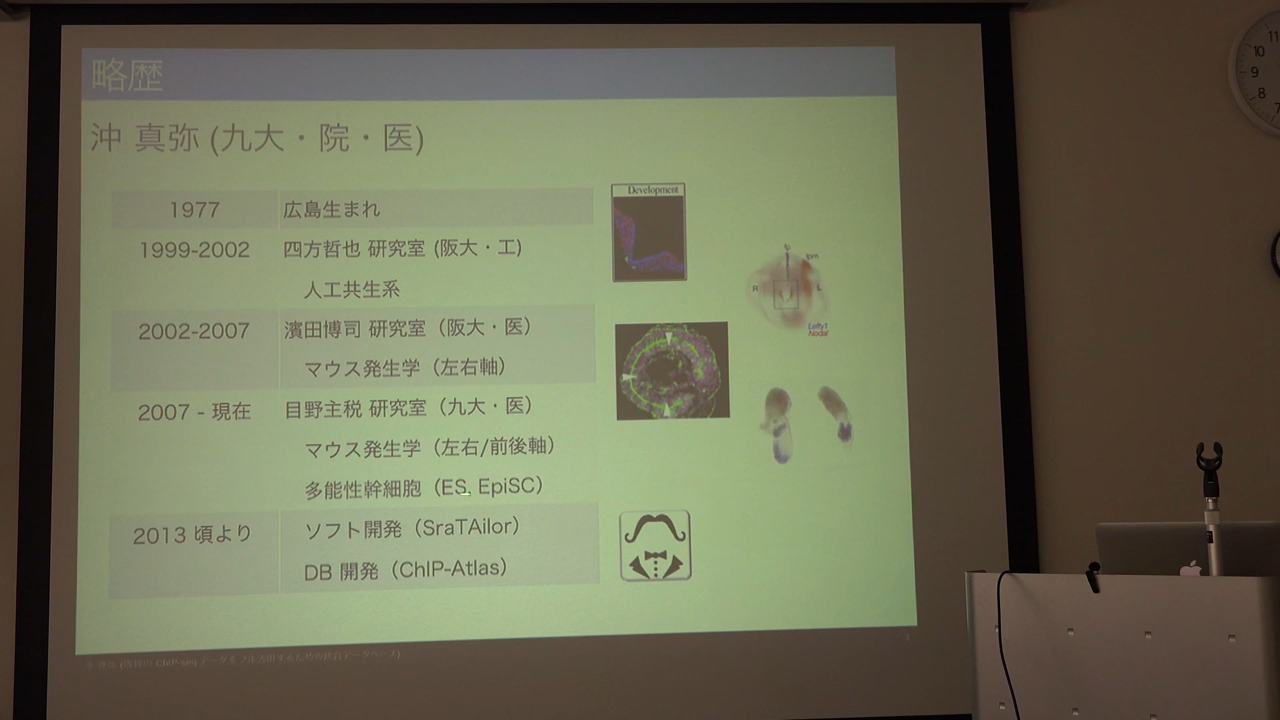 略歴
沖 真弥 (九大・院・医)
1977 広島生まれ
1999-2002 四方哲也 研究室 (阪大・工)
人工共生系
2002-2007 濱田博司 研究室（阪大・医）
マウス発生学（左右軸）
2007 - 現在 目野主税 研究室（九大・医）
マウス発生学（左右/前後軸）
多能性幹細胞（ES, EpiSC）
2013 頃より ソフト開発（SraTAilor）
DB 開発（ChIP-Atlas）
Development
lpm
R
L
Lefty1
Nodal
11
10
9
8